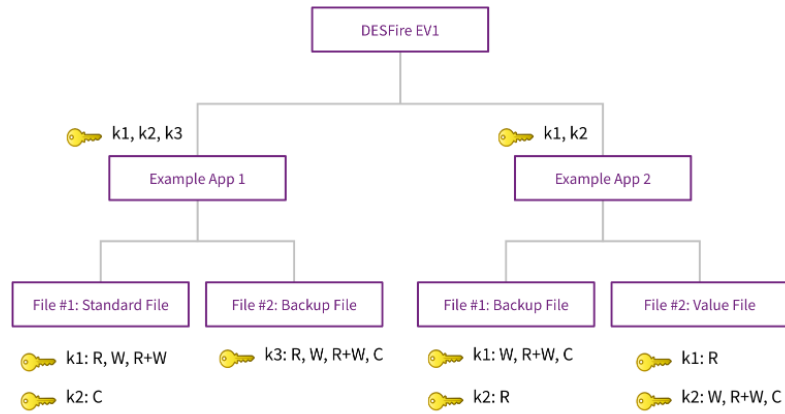 DESFire EV1
k1, k2, k3
k1, k2
Example App 1
Example App 2
File #1: Standard File
File #2: Backup File
File #1: Backup File
File #2: Value File
k1: R, W, R+W
k3: R, W, R+W, C
k1: W, R+W, C
k1: R
k2: C
k2: R
k2: W, R+W, C